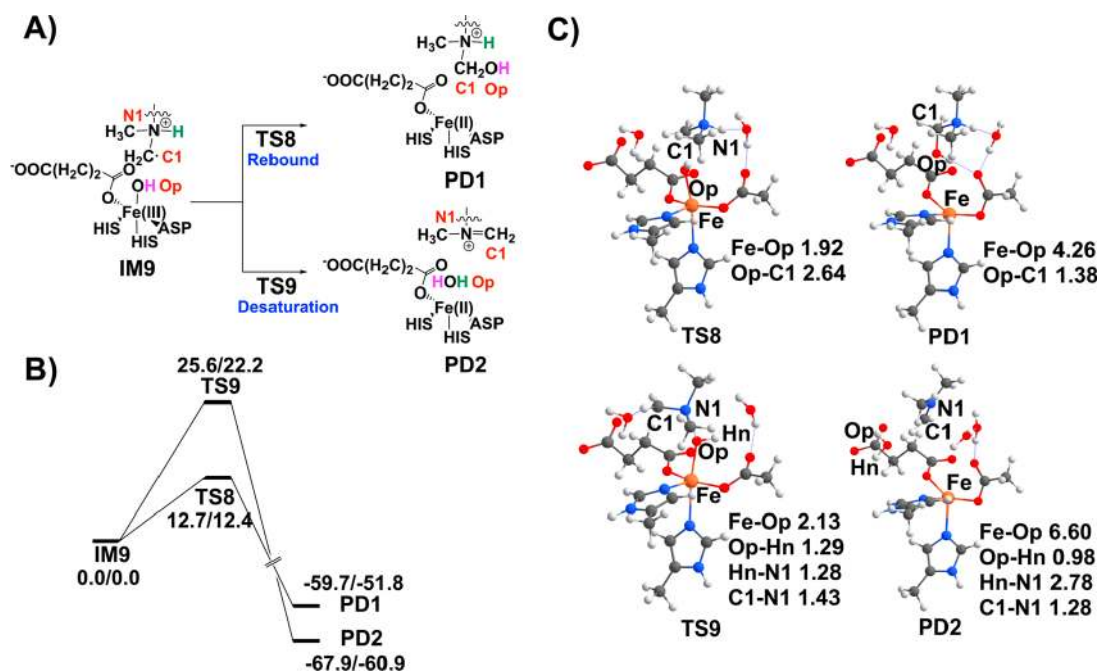 A)
N1
H₃C-N-H
⊕
H₂C· C1
⁻OOC(H₂C)₂ O
O OH Op
Fe(III)
HIS ASP
HIS
IM9
TS8
Rebound
H₃C-N-H
⊕
CH₂OH
C1 Op
⁻OOC(H₂C)₂ O
O
Fe(II)
HIS ASP
HIS
PD1
TS9
Desaturation
N1
H₃C-N=CH₂
⊕ C1
⁻OOC(H₂C)₂ O
HOH Op
O
Fe(II)
HIS ASP
HIS
PD2
B)
25.6/22.2
TS9
TS8
12.7/12.4
IM9
0.0/0.0
-59.7/-51.8
PD1
PD2
-67.9/-60.9
C)
C1 N1
Op
Fe
Fe-Op 1.92
Op-C1 2.64
TS8
C1
Op
Fe
Fe-Op 4.26
Op-C1 1.38
PD1
N1
C1 Hn
Op
Fe
Fe-Op 2.13
Op-Hn 1.29
Hn-N1 1.28
C1-N1 1.43
TS9
N1
Op C1
Hn
Fe
Fe-Op 6.60
Op-Hn 0.98
Hn-N1 2.78
C1-N1 1.28
PD2